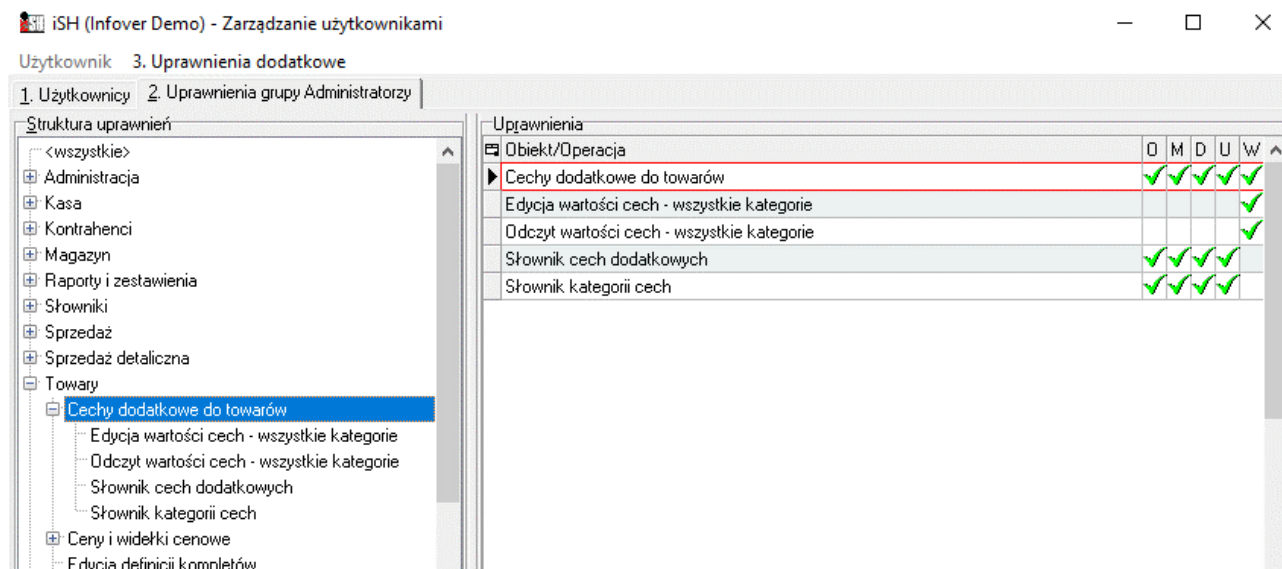 iSH (Infover Demo) - Zarządzanie użytkownikami
Użytkownik 3. Uprawnienia dodatkowe
1. Użytkownicy 2. Uprawnienia grupy Administratorzy
Struktura uprawnień
<wszystkie>
Administracja
Kasa
Kontrahenci
Magazyn
Raporty i zestawienia
Słowniki
Sprzedaż
Sprzedaż detaliczna
Towary
Cechy dodatkowe do towarów
Edycja wartości cech - wszystkie kategorie
Odczyt wartości cech - wszystkie kategorie
Słownik cech dodatkowych
Słownik kategorii cech
Ceny i widełki cenowe
Edycja definicji kompletów
Uprawnienia
Obiekt/Operacja O M D U W
Cechy dodatkowe do towarów
Edycja wartości cech - wszystkie kategorie
Odczyt wartości cech - wszystkie kategorie
Słownik cech dodatkowych
Słownik kategorii cech